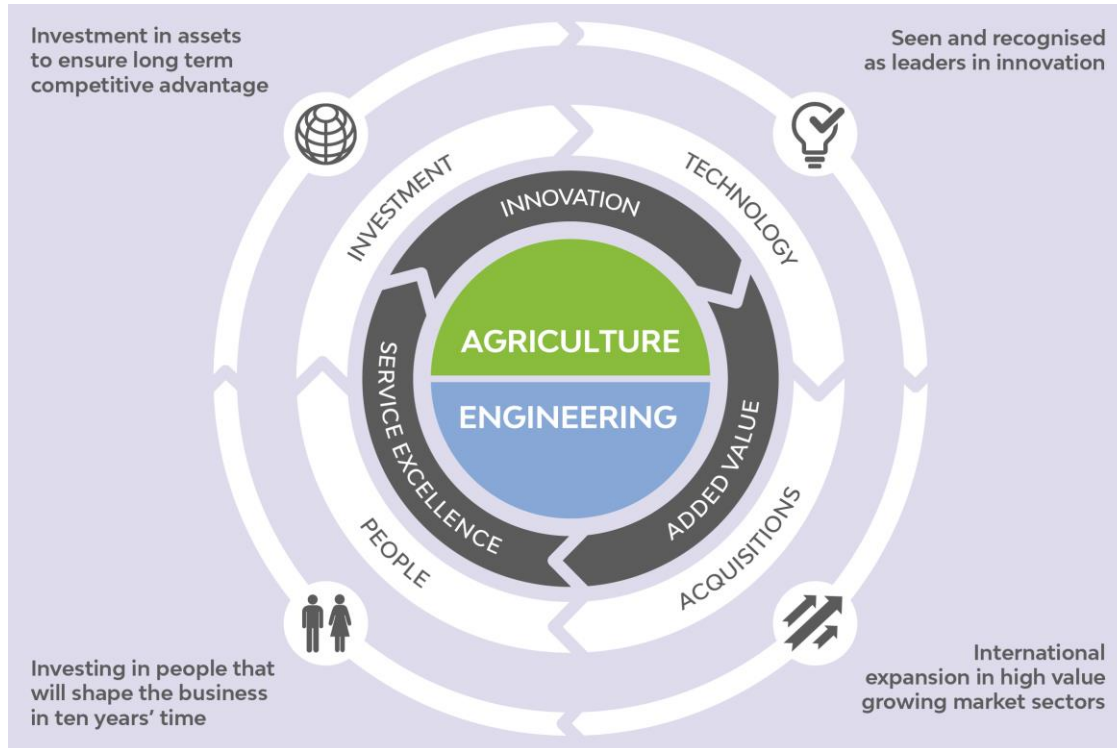 Investment in assets
to ensure long term
competitive advantage
Seen and recognised
as leaders in innovation
INVESTMENT
TECHNOLOGY
INNOVATION
AGRICULTURE
ENGINEERING
SERVICE EXCELLENCE
ADDED VALUE
PEOPLE
ACQUISITIONS
Investing in people that
will shape the business
in ten years’ time
International
expansion in high value
growing market sectors